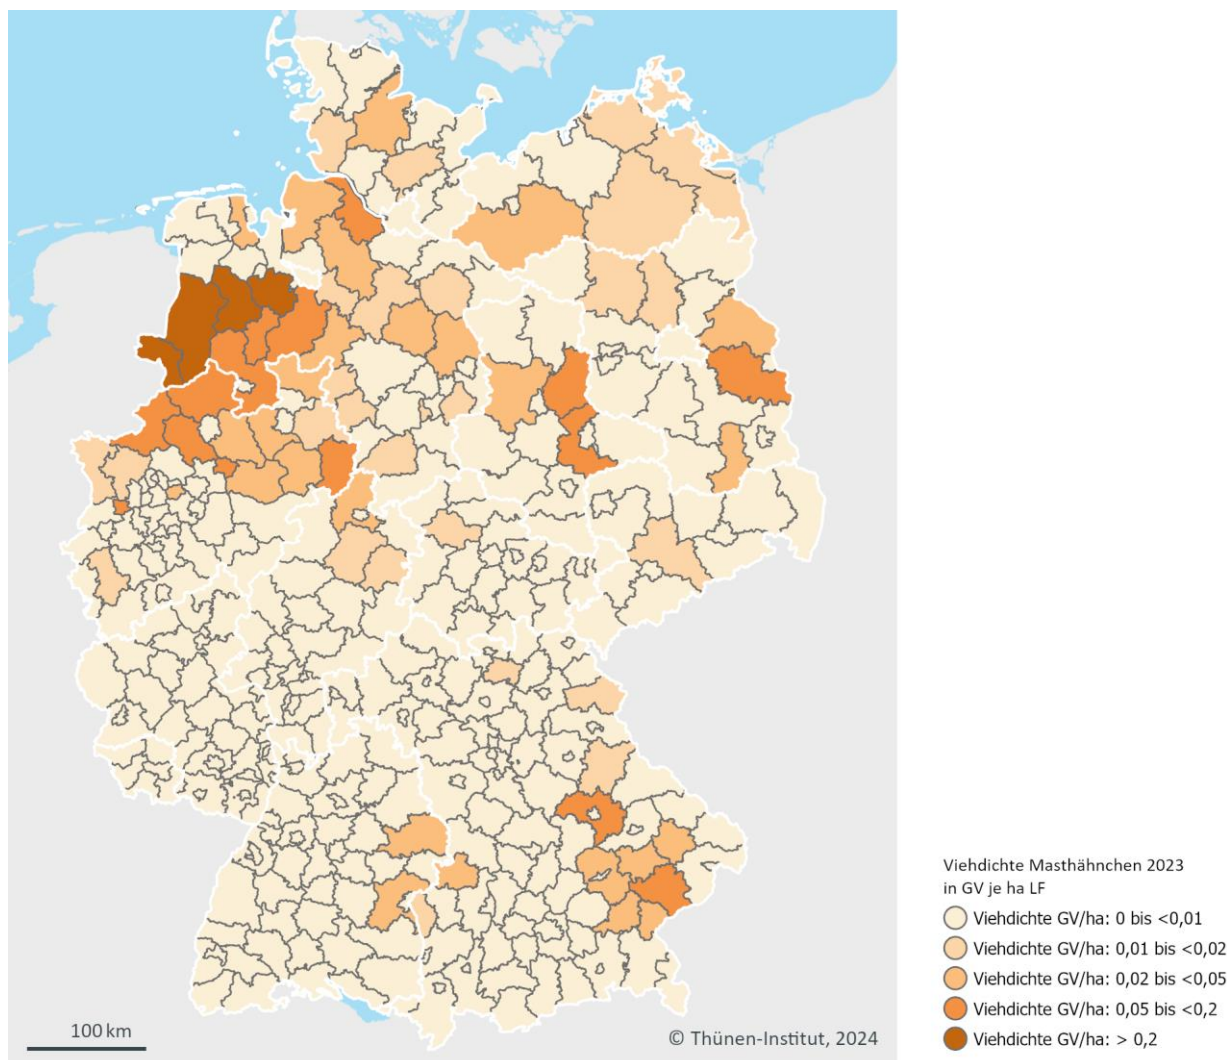 Viehdichte Masthähnchen 2023
in GV je ha LF
Viehdichte GV/ha: 0 bis <0,01
Viehdichte GV/ha: 0,01 bis <0,02
Viehdichte GV/ha: 0,02 bis <0,05
Viehdichte GV/ha: 0,05 bis <0,2
Viehdichte GV/ha: > 0,2
100 km
© Thünen-Institut, 2024